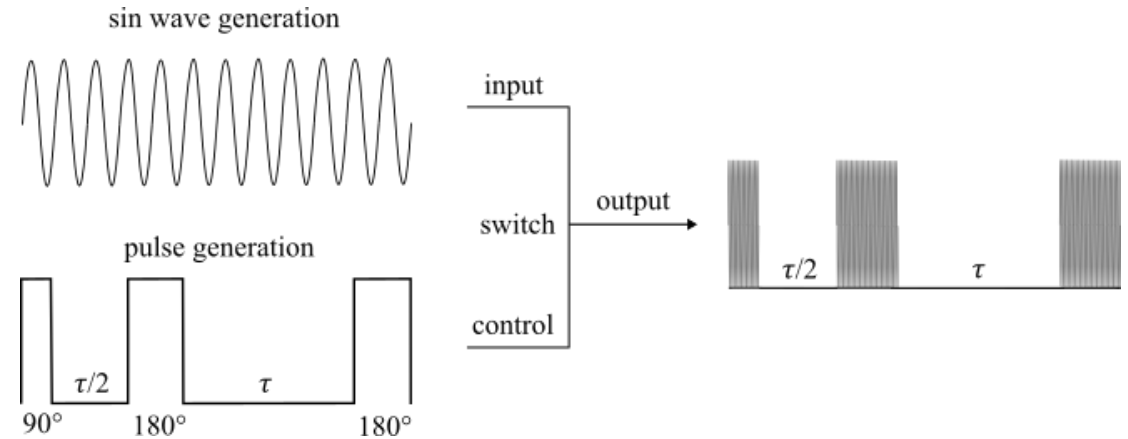 sin wave generation
pulse generation
τ/2
τ
90°
180°
180°
input
switch
control
output
τ/2
τ